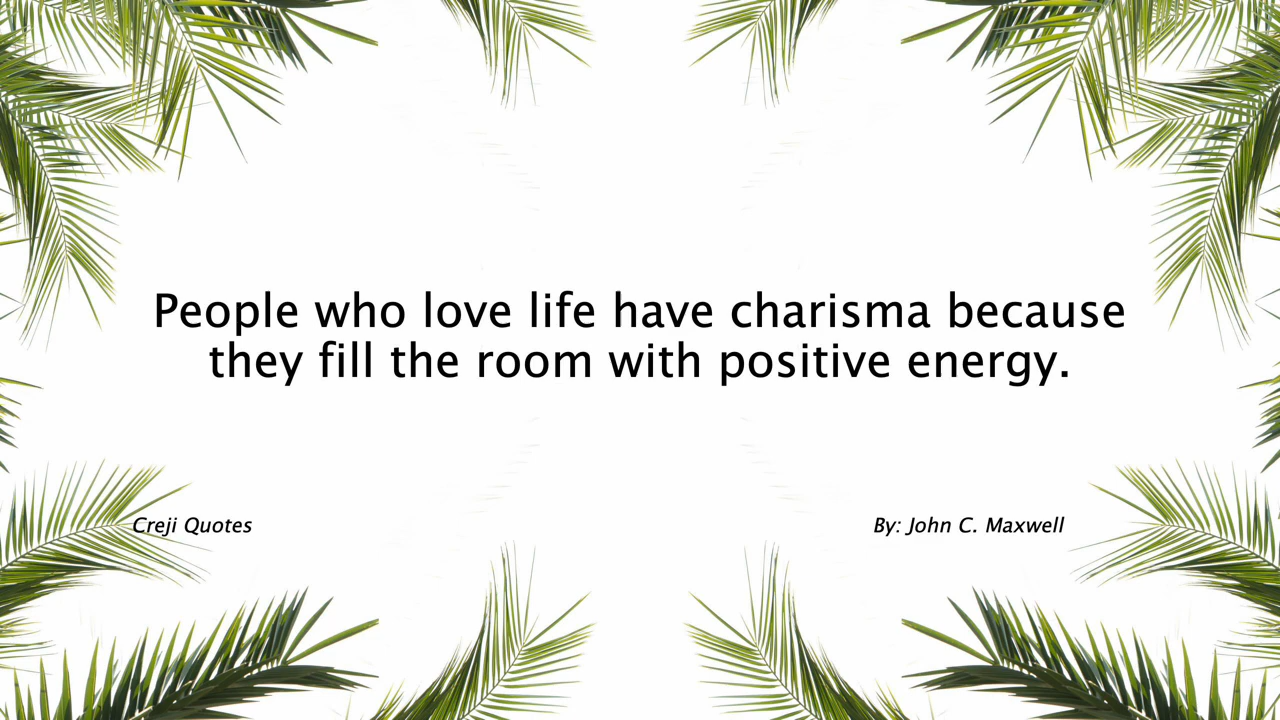 People who love life have charisma because
they fill the room with positive energy.
Creji Quotes
By: John C. Maxwell